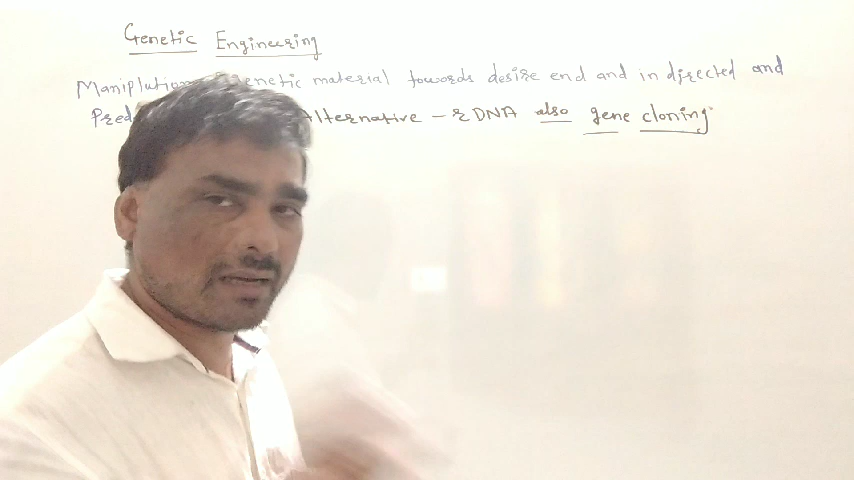 Genetic Engineering
Maniplution genetic material towards desire end and in directed and
Pred Alternative - rDNA also gene cloning